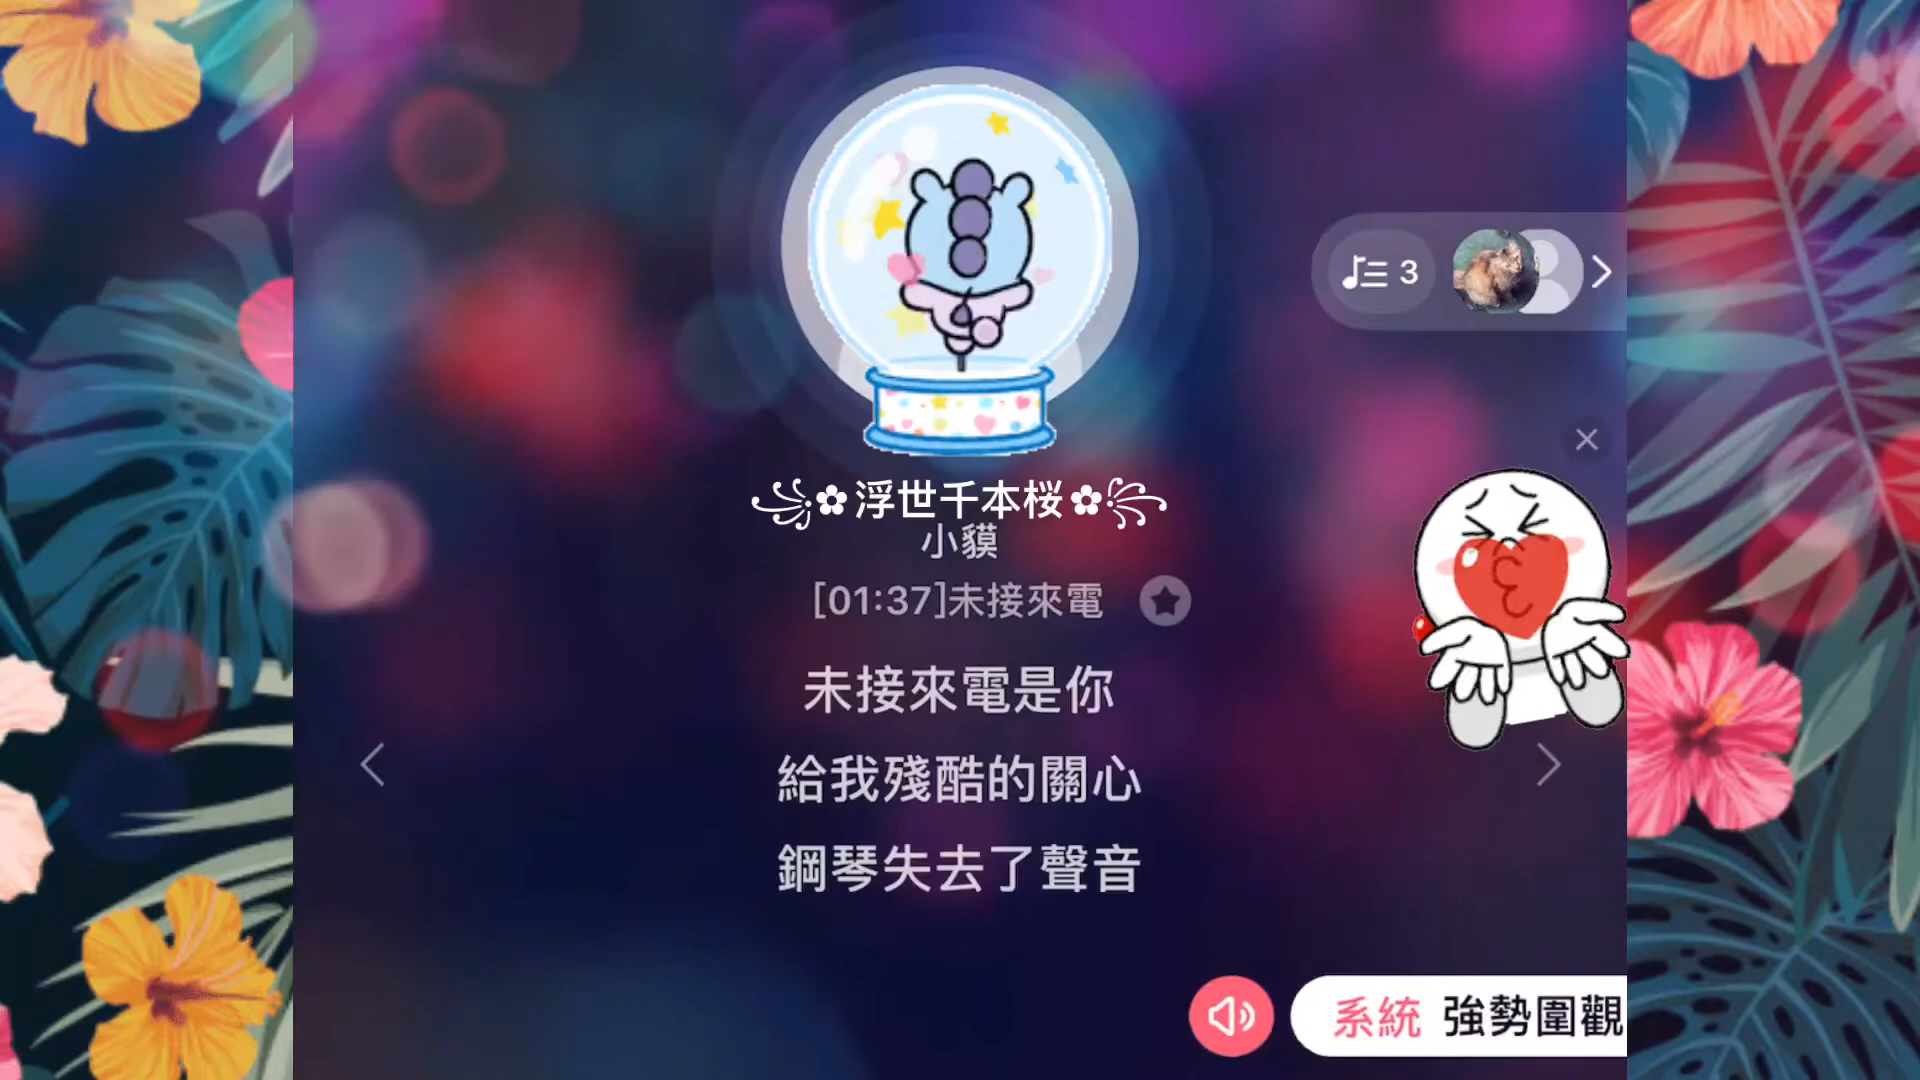 3
꧁✿浮世千本桜✿꧂
小貘
[01:37]未接來電
未接來電是你
給我殘酷的關心
鋼琴失去了聲音
系統 強勢圍觀